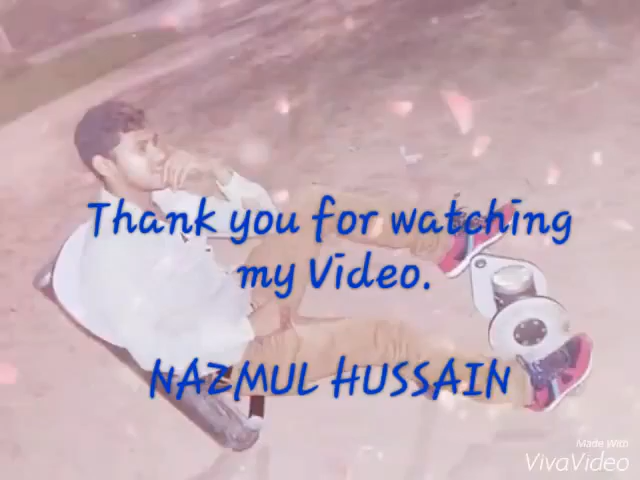 Thank you for watching
my Video.
NAZMUL HUSSAIN
Made With
VivaVideo